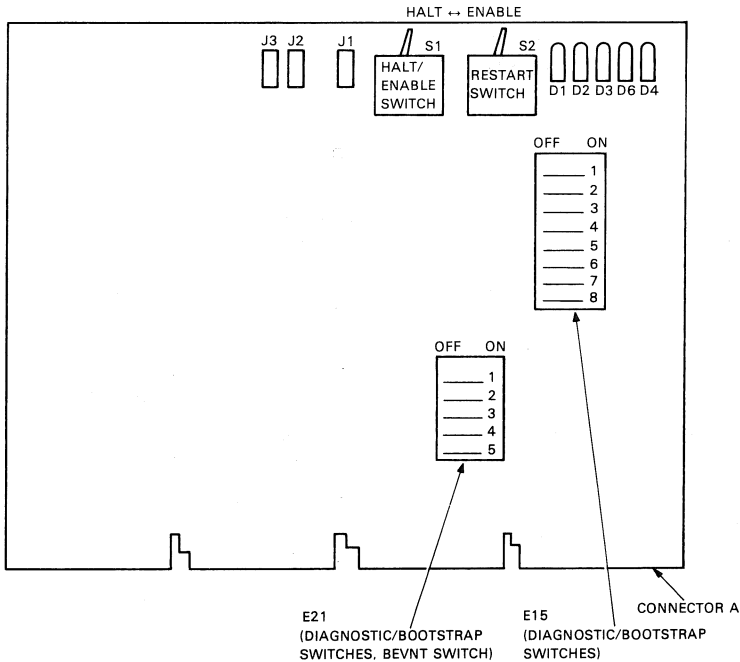 HALT ↔ ENABLE
J3 J2 J1 S1 S2
HALT/
ENABLE
SWITCH
RESTART
SWITCH
D1 D2 D3 D6 D4
OFF ON
1
2
3
4
5
6
7
8
OFF ON
1
2
3
4
5
CONNECTOR A
E21
(DIAGNOSTIC/BOOTSTRAP
SWITCHES, BEVNT SWITCH)
E15
(DIAGNOSTIC/BOOTSTRAP
SWITCHES)